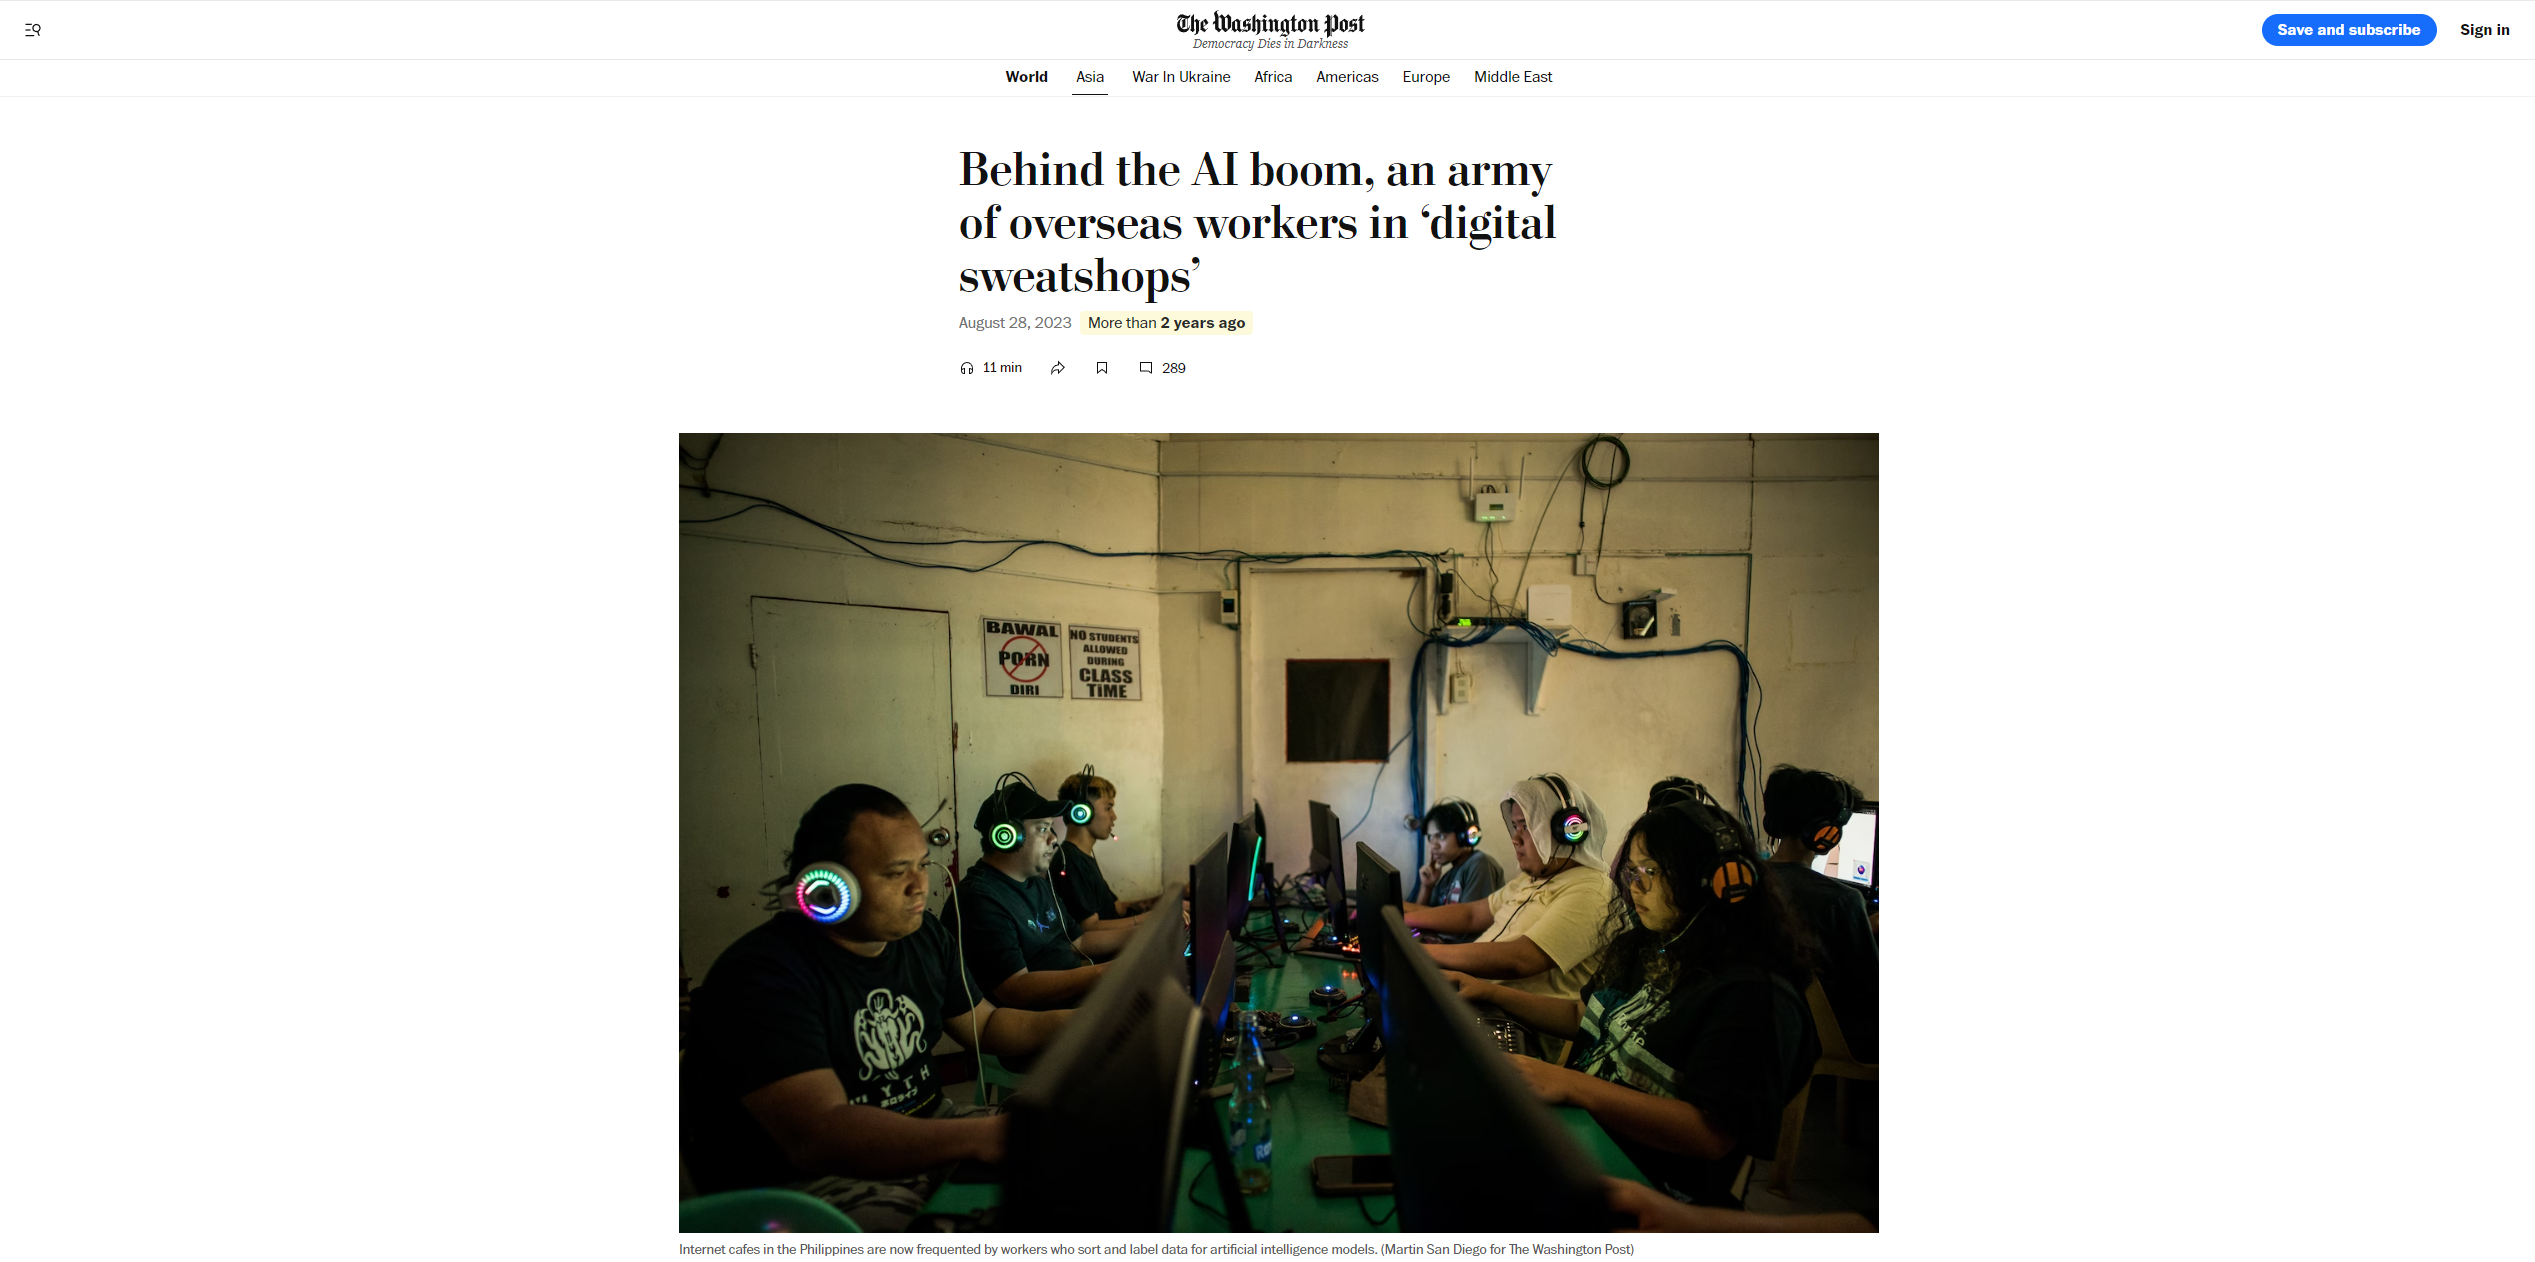 The Washington Post
Democracy Dies in Darkness
Save and subscribe
Sign in
World
Asia
War In Ukraine
Africa
Americas
Europe
Middle East
Behind the AI boom, an army
of overseas workers in ‘digital
sweatshops’
August 28, 2023
More than 2 years ago
11 min
289
BAWAL
PORN
DIRI
NO STUDENTS
ALLOWED
DURING
CLASS
TiME
Internet cafes in the Philippines are now frequented by workers who sort and label data for artificial intelligence models. (Martin San Diego for The Washington Post)